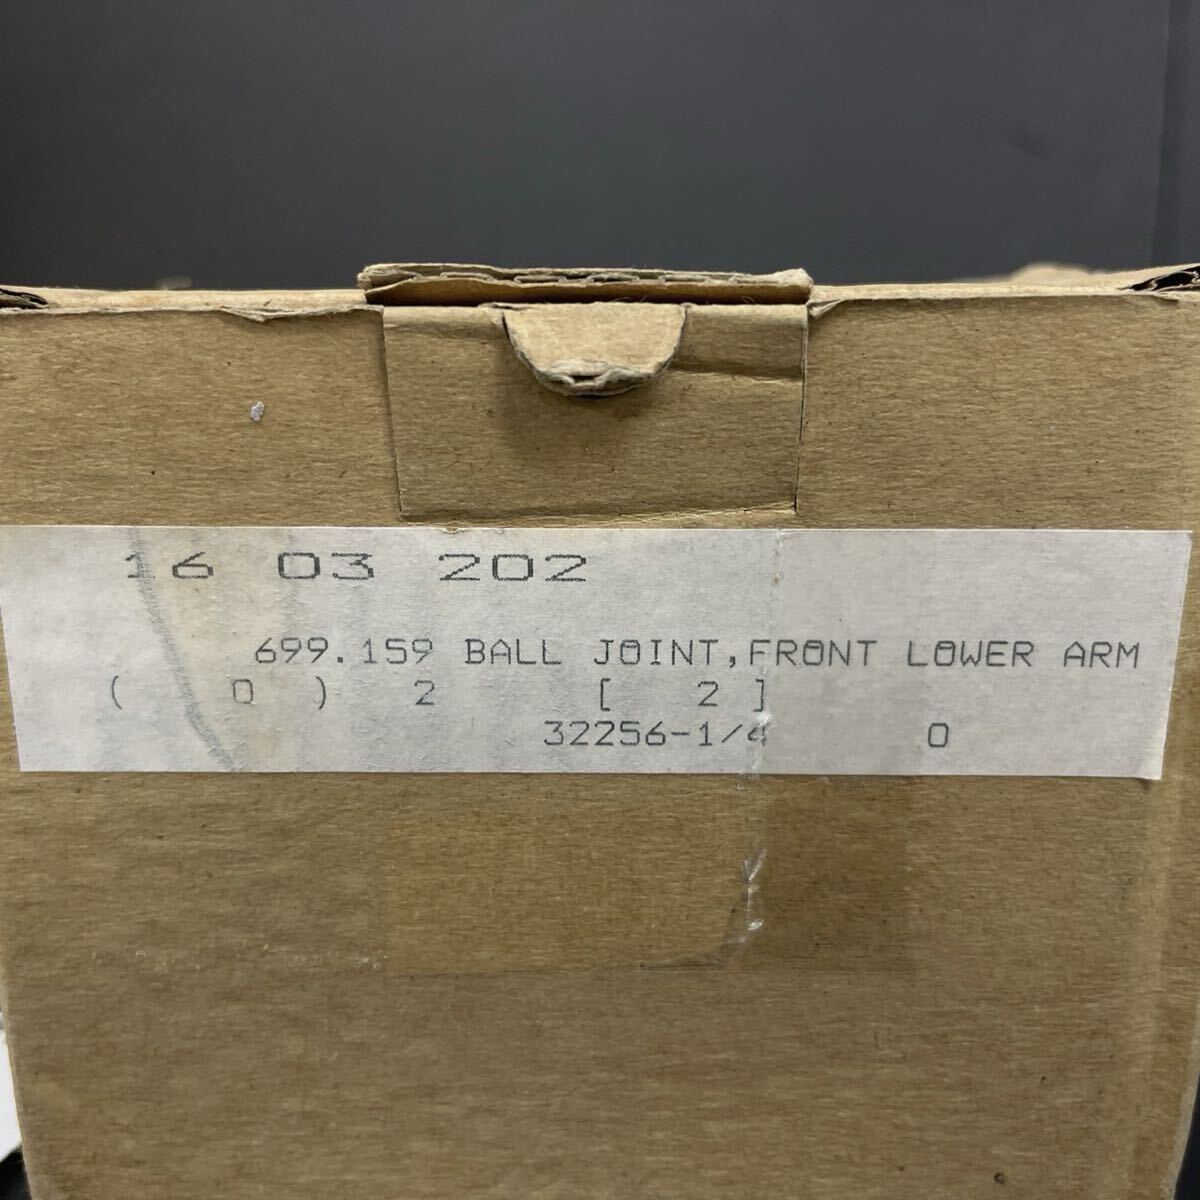 16 03 202
699.159 BALL JOINT,FRONT LOWER ARM
( 0 ) 2 [ 2 ]
32256-1/4 0